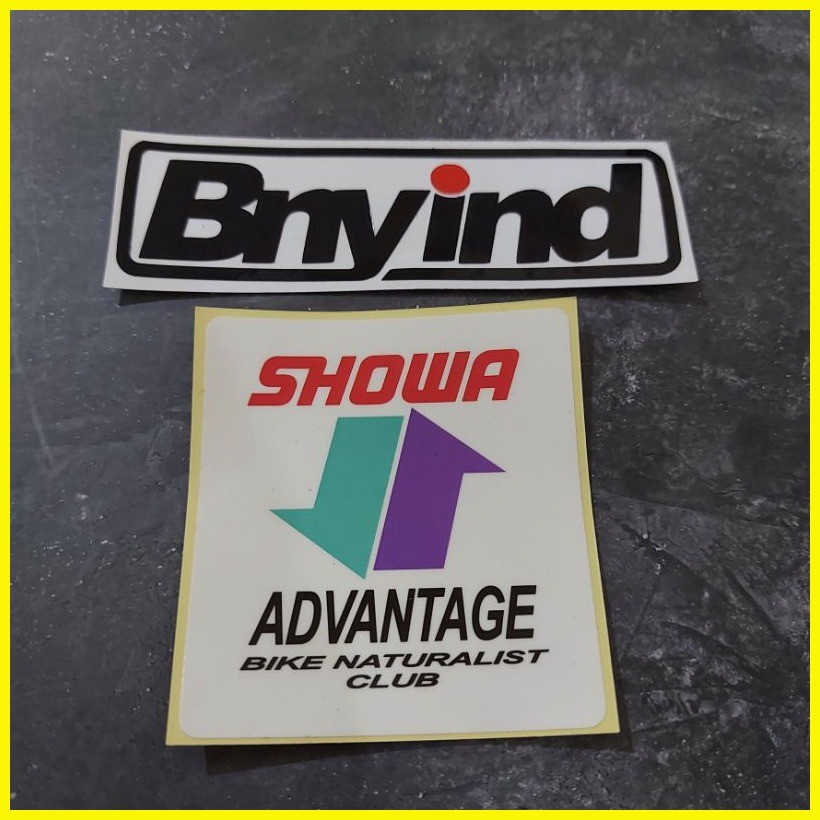 Bnyind
SHOWA
ADVANTAGE
BIKE NATURALIST
CLUB